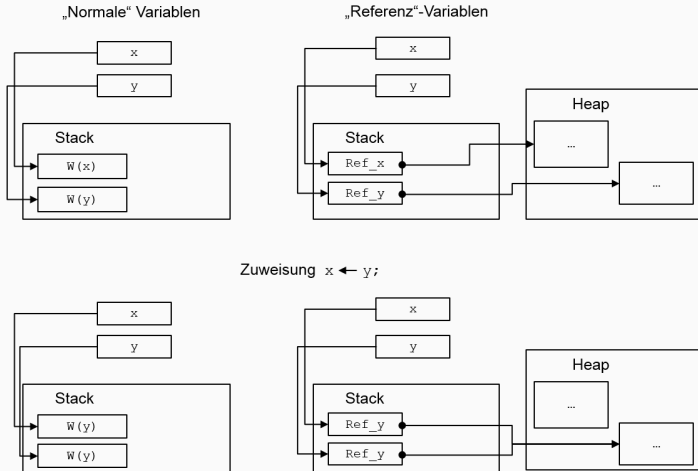 „Normale“ Variablen
„Referenz“-Variablen
x
x
y
y
Heap
Stack
Stack
...
W(x)
Ref_x
...
W(y)
Ref_y
Zuweisung x ← y;
x
x
y
y
Heap
Stack
Stack
...
W(y)
Ref_y
...
W(y)
Ref_y